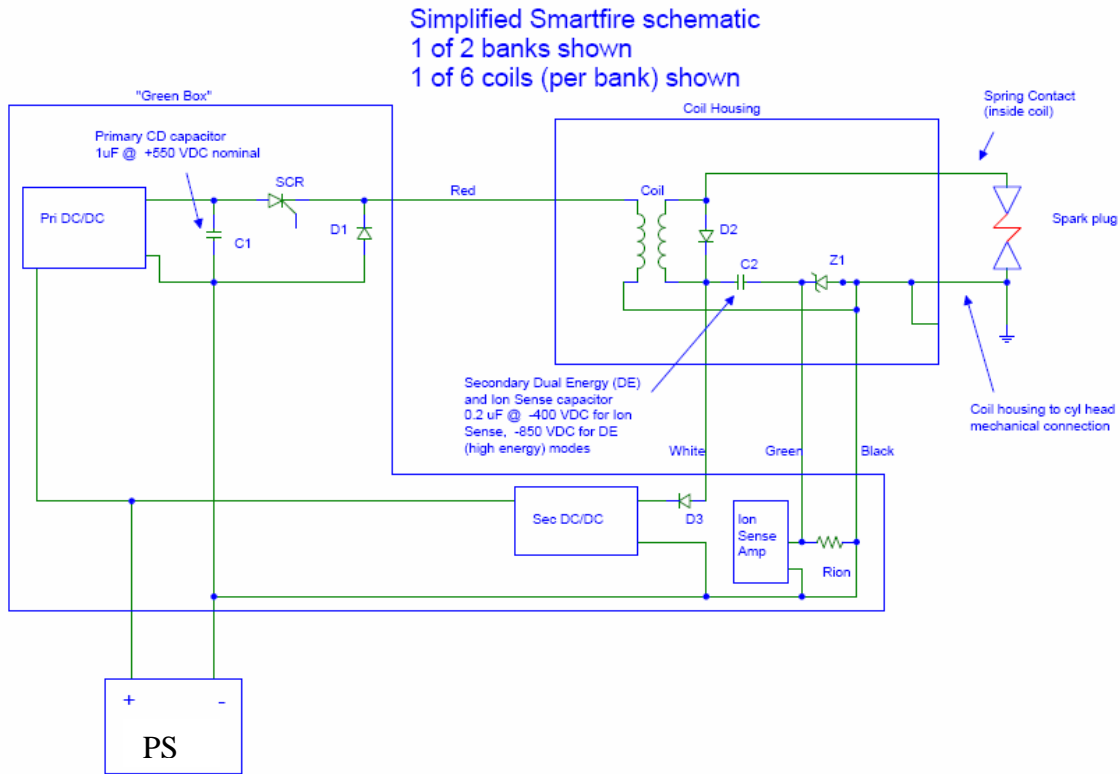 Simplified Smartfire schematic
1 of 2 banks shown
1 of 6 coils (per bank) shown
"Green Box"
Primary CD capacitor
1uF @ +550 VDC nominal
Pri DC/DC
SCR
C1
D1
Red
Coil Housing
Coil
D2
C2
Z1
Spring Contact
(inside coil)
Spark plug
Secondary Dual Energy (DE)
and Ion Sense capacitor
0.2 uF @ -400 VDC for Ion
Sense, -850 VDC for DE
(high energy) modes
Coil housing to cyl head
mechanical connection
White
Green
Black
Sec DC/DC
D3
Ion
Sense
Amp
Rion
+ -
PS